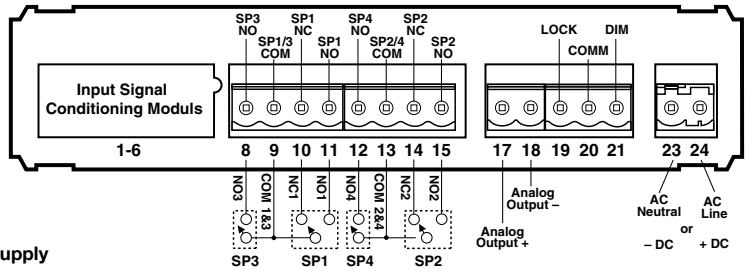 SP3 NO
SP1 NC
SP4 NO
SP2 NC
LOCK
DIM
SP1/3 COM
SP1 NO
SP2/4 COM
SP2 NO
COMM
Input Signal
Conditioning Moduls
1-6
8 9 10 11 12 13 14 15 17 18 19 20 21 23 24
NO3
COM 1&3
NC1
NO1
NO4
COM 2&4
NC2
NO2
Analog
Output –
Analog
Output +
AC
Neutral
AC
Line
or
– DC
+ DC
upply
SP3 SP1 SP4 SP2